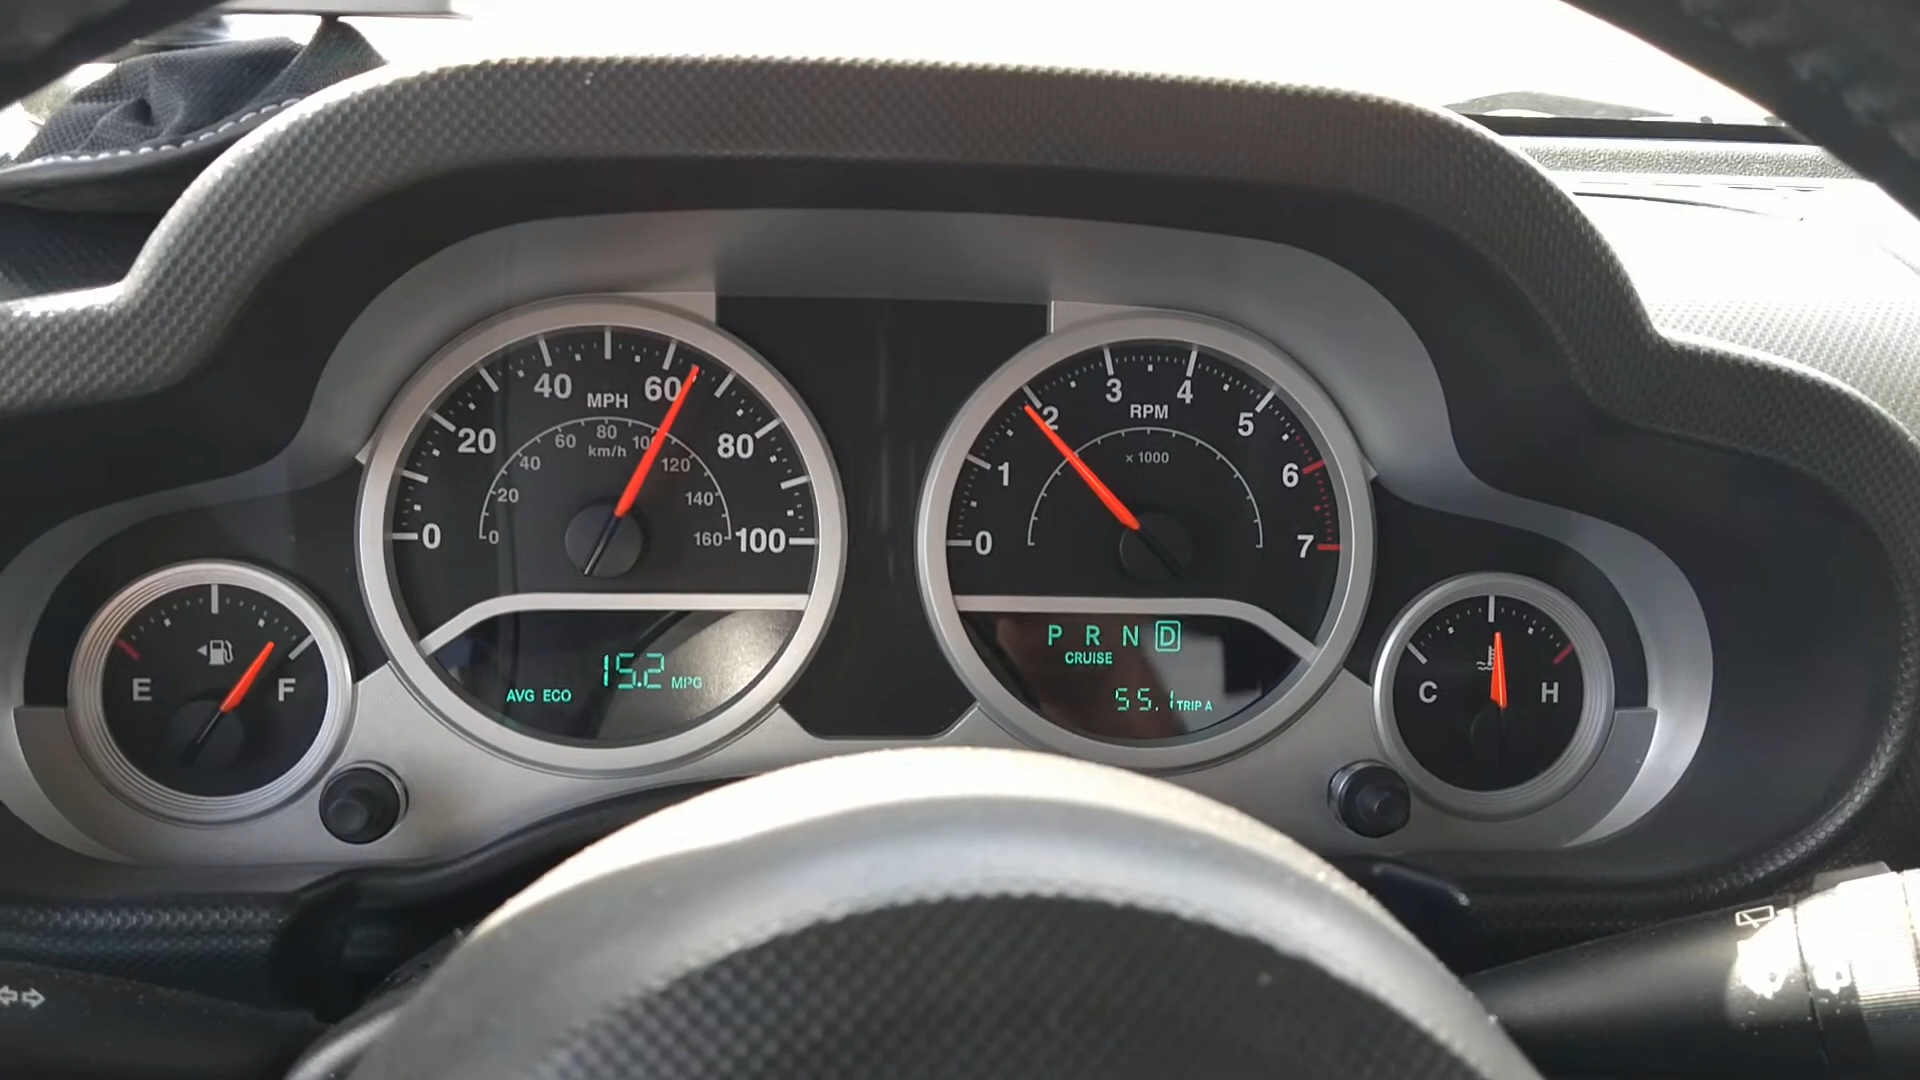 0 20 40 60 80 100
MPH
0 20 40 60 80 100 120 140 160
km/h
0 1 2 3 4 5 6 7
RPM
x 1000
E F
15.2 MPG
AVG ECO
P R N D
CRUISE
55.1 TRIP A
C H